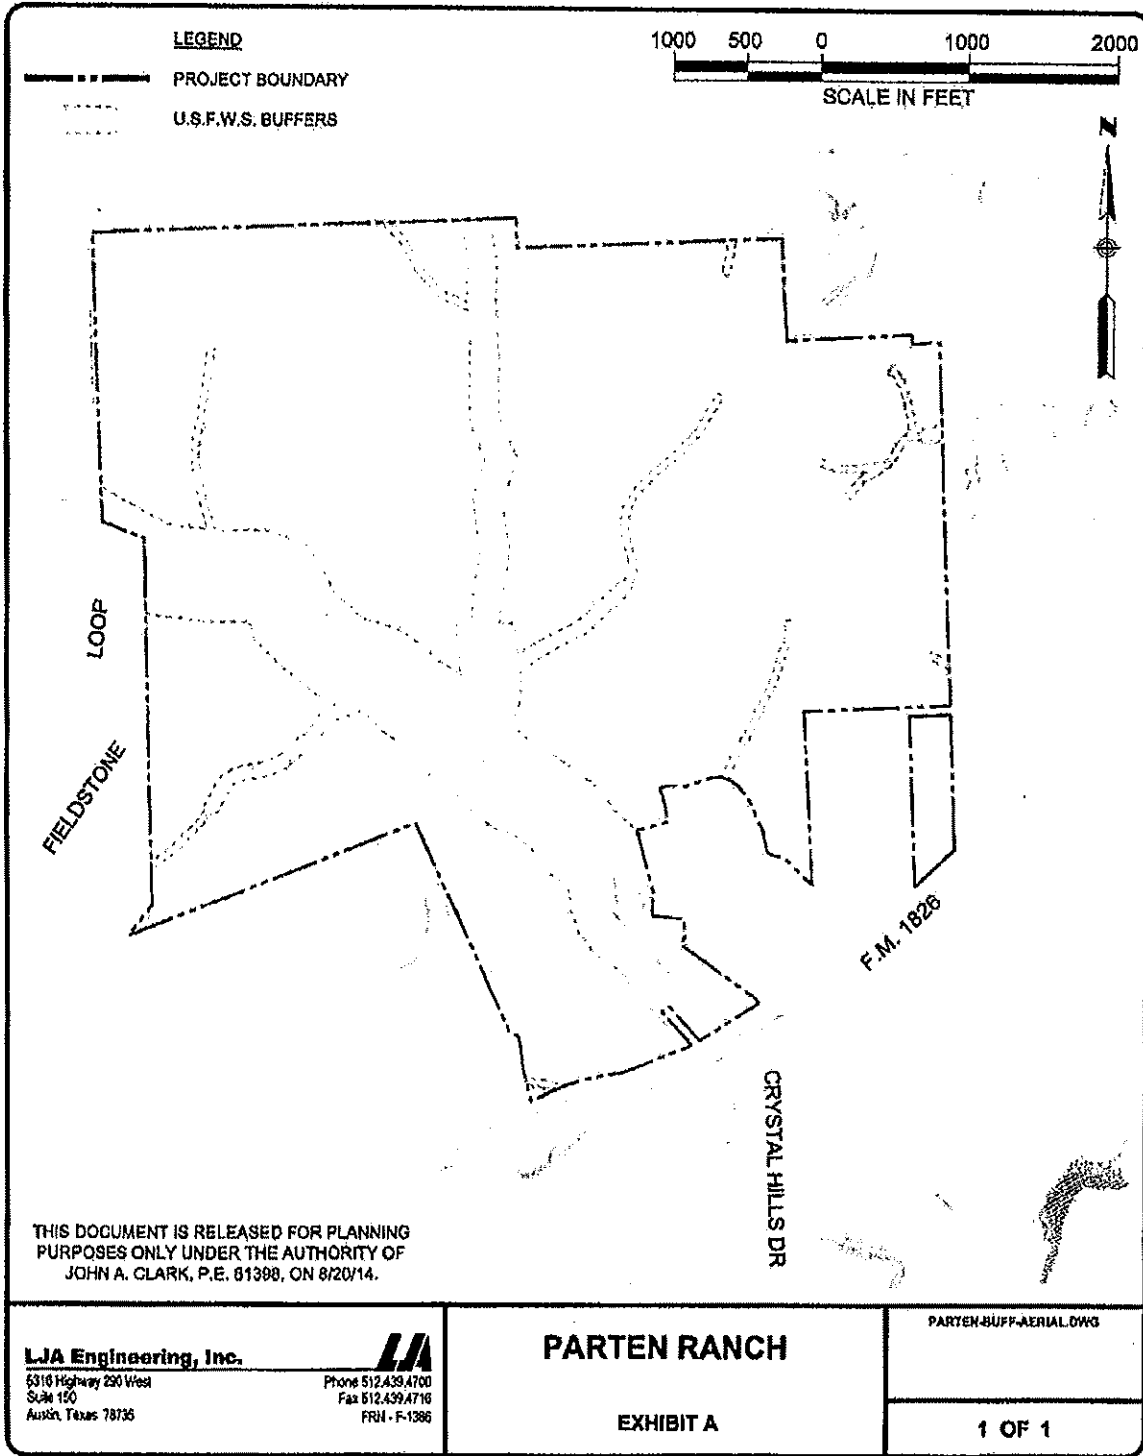 LEGEND
PROJECT BOUNDARY
U.S.F.W.S. BUFFERS
1000 500 0 1000 2000
SCALE IN FEET
N
LOOP
FIELDSTONE
F.M. 1826
CRYSTAL HILLS DR
THIS DOCUMENT IS RELEASED FOR PLANNING
PURPOSES ONLY UNDER THE AUTHORITY OF
JOHN A. CLARK, P.E. 81398, ON 8/20/14.
LJA Engineering, Inc.
5316 Highway 290 West
Suite 150
Austin, Texas 78735
LJA
Phone 512.439.4700
Fax 512.439.4716
FRN - F-1386
PARTEN RANCH
EXHIBIT A
PARTEN-BUFF-AERIAL.DWG
1 OF 1